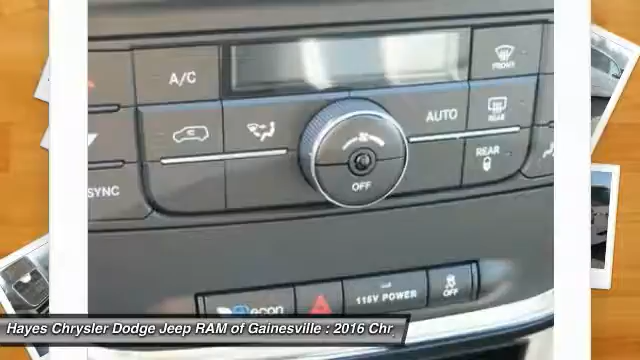 A/C
FRONT
AUTO
REAR
SYNC
REAR
OFF
econ
115V POWER
OFF
Hayes Chrysler Dodge Jeep RAM of Gainesville : 2016 Chr